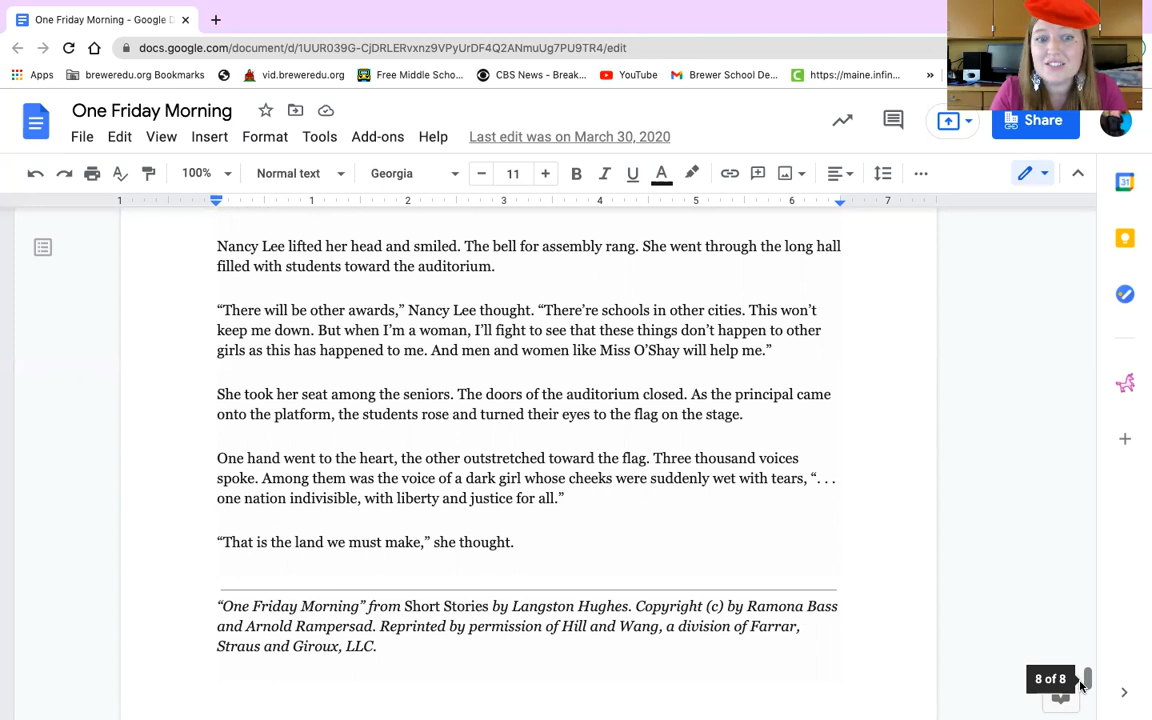 One Friday Morning - Google D
docs.google.com/document/d/1UUR039G-CjDRLERvxnz9VPyUrDF4Q2ANmuUg7PU9TR4/edit
Apps breweredu.org Bookmarks vid.breweredu.org Free Middle Scho... CBS News - Break... YouTube Brewer School De... https://maine.infin... »
One Friday Morning
Share
File Edit View Insert Format Tools Add-ons Help Last edit was on March 30, 2020
100% Normal text Georgia − 11 + B I U A
1 1 2 3 4 5 6 7
31
Nancy Lee lifted her head and smiled. The bell for assembly rang. She went through the long hall
filled with students toward the auditorium.
“There will be other awards,” Nancy Lee thought. “There’re schools in other cities. This won’t
keep me down. But when I’m a woman, I’ll fight to see that these things don’t happen to other
girls as this has happened to me. And men and women like Miss O’Shay will help me.”
She took her seat among the seniors. The doors of the auditorium closed. As the principal came
onto the platform, the students rose and turned their eyes to the flag on the stage.
One hand went to the heart, the other outstretched toward the flag. Three thousand voices
spoke. Among them was the voice of a dark girl whose cheeks were suddenly wet with tears, “. . .
one nation indivisible, with liberty and justice for all.”
“That is the land we must make,” she thought.
“One Friday Morning” from Short Stories by Langston Hughes. Copyright (c) by Ramona Bass
and Arnold Rampersad. Reprinted by permission of Hill and Wang, a division of Farrar,
Straus and Giroux, LLC.
8 of 8